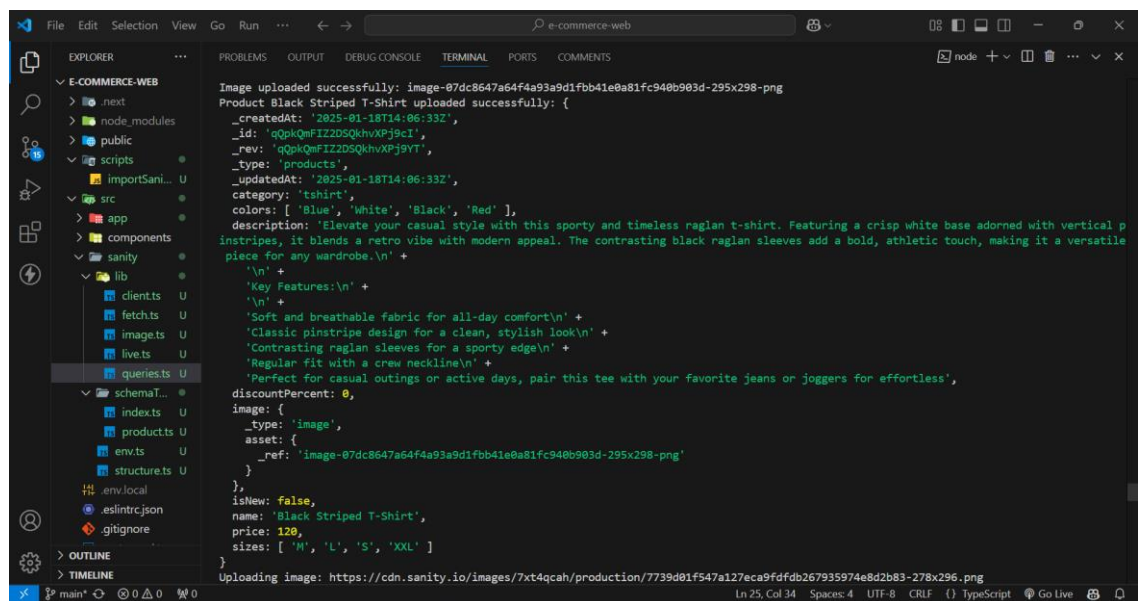 File Edit Selection View Go Run ··· ← → e-commerce-web
EXPLORER ···
E-COMMERCE-WEB
.next
node_modules
public
scripts
importSani... U
src
app
components
sanity
lib
client.ts U
fetch.ts U
image.ts U
live.ts U
queries.ts U
schemaT...
index.ts U
product.ts U
env.ts U
structure.ts U
.env.local
.eslintrc.json
.gitignore
OUTLINE
TIMELINE
15
PROBLEMS OUTPUT DEBUG CONSOLE TERMINAL PORTS COMMENTS node
Image uploaded successfully: image-07dc8647a64f4a93a9d1fbb41e0a81fc940b903d-295x298-png
Product Black Striped T-Shirt uploaded successfully: {
_createdAt: '2025-01-18T14:06:33Z',
_id: 'qQpkQmFIZ2DSQkhvXPj9cI',
_rev: 'qQpkQmFIZ2DSQkhvXPj9YT',
_type: 'products',
_updatedAt: '2025-01-18T14:06:33Z',
category: 'tshirt',
colors: [ 'Blue', 'White', 'Black', 'Red' ],
description: 'Elevate your casual style with this sporty and timeless raglan t-shirt. Featuring a crisp white base adorned with vertical p
instripes, it blends a retro vibe with modern appeal. The contrasting black raglan sleeves add a bold, athletic touch, making it a versatile
piece for any wardrobe.\n' +
'\n' +
'Key Features:\n' +
'\n' +
'Soft and breathable fabric for all-day comfort\n' +
'Classic pinstripe design for a clean, stylish look\n' +
'Contrasting raglan sleeves for a sporty edge\n' +
'Regular fit with a crew neckline\n' +
'Perfect for casual outings or active days, pair this tee with your favorite jeans or joggers for effortless',
discountPercent: 0,
image: {
_type: 'image',
asset: {
_ref: 'image-07dc8647a64f4a93a9d1fbb41e0a81fc940b903d-295x298-png'
}
},
isNew: false,
name: 'Black Striped T-Shirt',
price: 120,
sizes: [ 'M', 'L', 'S', 'XXL' ]
}
Uploading image: https://cdn.sanity.io/images/7xt4qcah/production/7739d01f547a127eca9fdfdb267935974e8d2b83-278x296.png
main* 0 0 0 Ln 25, Col 34 Spaces: 4 UTF-8 CRLF {} TypeScript Go Live